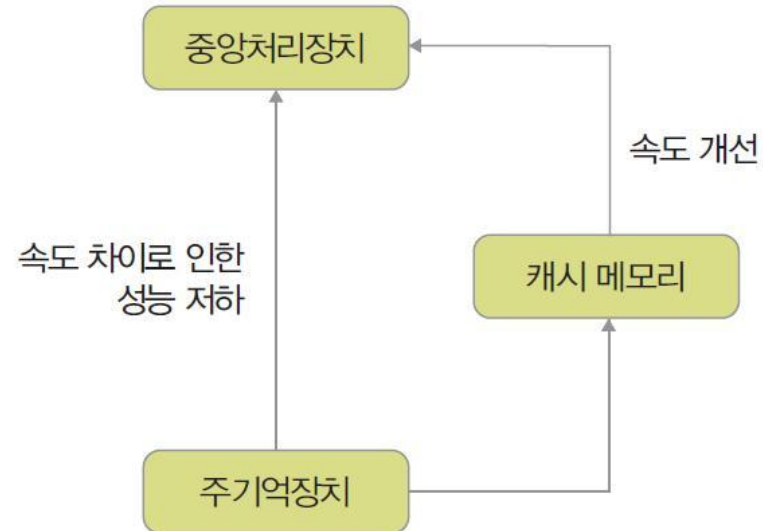 중앙처리장치
속도 개선
속도 차이로 인한
성능 저하
캐시 메모리
주기억장치